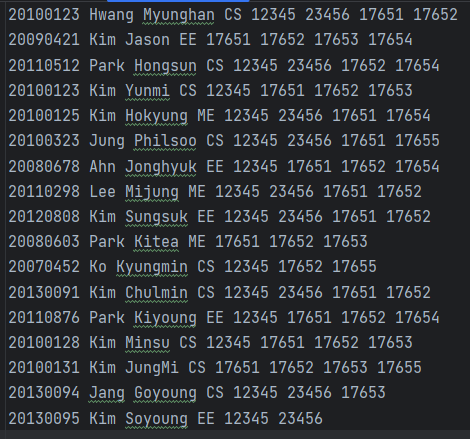 20100123 Hwang Myunghan CS 12345 23456 17651 17652
20090421 Kim Jason EE 17651 17652 17653 17654
20110512 Park Hongsun CS 12345 23456 17652 17654
20100123 Kim Yunmi CS 12345 17651 17652 17653
20100125 Kim Hokyung ME 12345 23456 17651 17654
20100323 Jung Philsoo CS 12345 23456 17651 17655
20080678 Ahn Jonghyuk EE 12345 17651 17652 17654
20110298 Lee Mijung ME 12345 23456 17651 17652
20120808 Kim Sungsuk EE 12345 23456 17651 17652
20080603 Park Kitea ME 17651 17652 17653
20070452 Ko Kyungmin CS 12345 17652 17655
20130091 Kim Chulmin CS 12345 23456 17651 17652
20110876 Park Kiyoung EE 12345 17651 17652 17654
20100128 Kim Minsu CS 12345 17651 17652 17653
20100131 Kim JungMi CS 17651 17652 17653 17655
20130094 Jang Goyoung CS 12345 23456 17653
20130095 Kim Soyoung EE 12345 23456